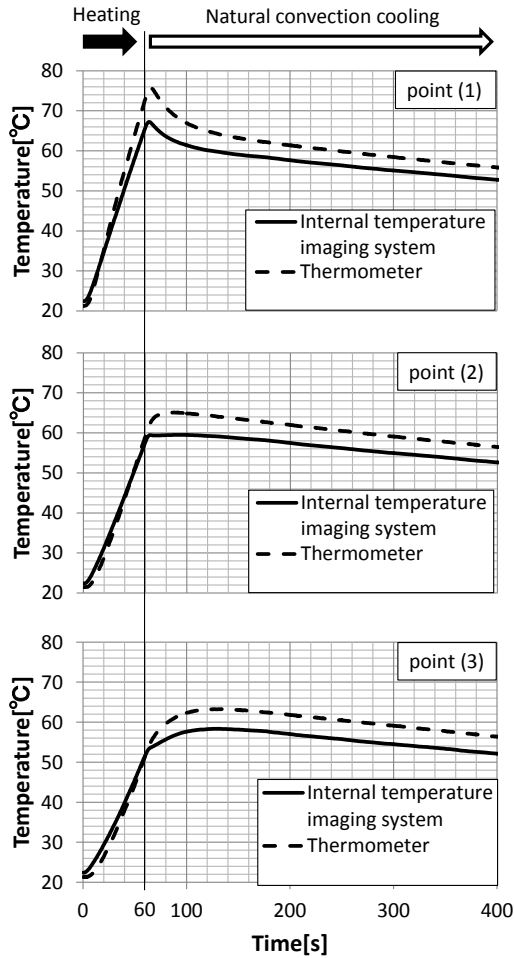 Heating
Natural convection cooling
80
70
60
50
40
30
20
Temperature[℃]
point (1)
Internal temperature
imaging system
Thermometer
80
70
60
50
40
30
20
Temperature[℃]
point (2)
Internal temperature
imaging system
Thermometer
80
70
60
50
40
30
20
Temperature[℃]
point (3)
Internal temperature
imaging system
Thermometer
0 60 100 200 300 400
Time[s]